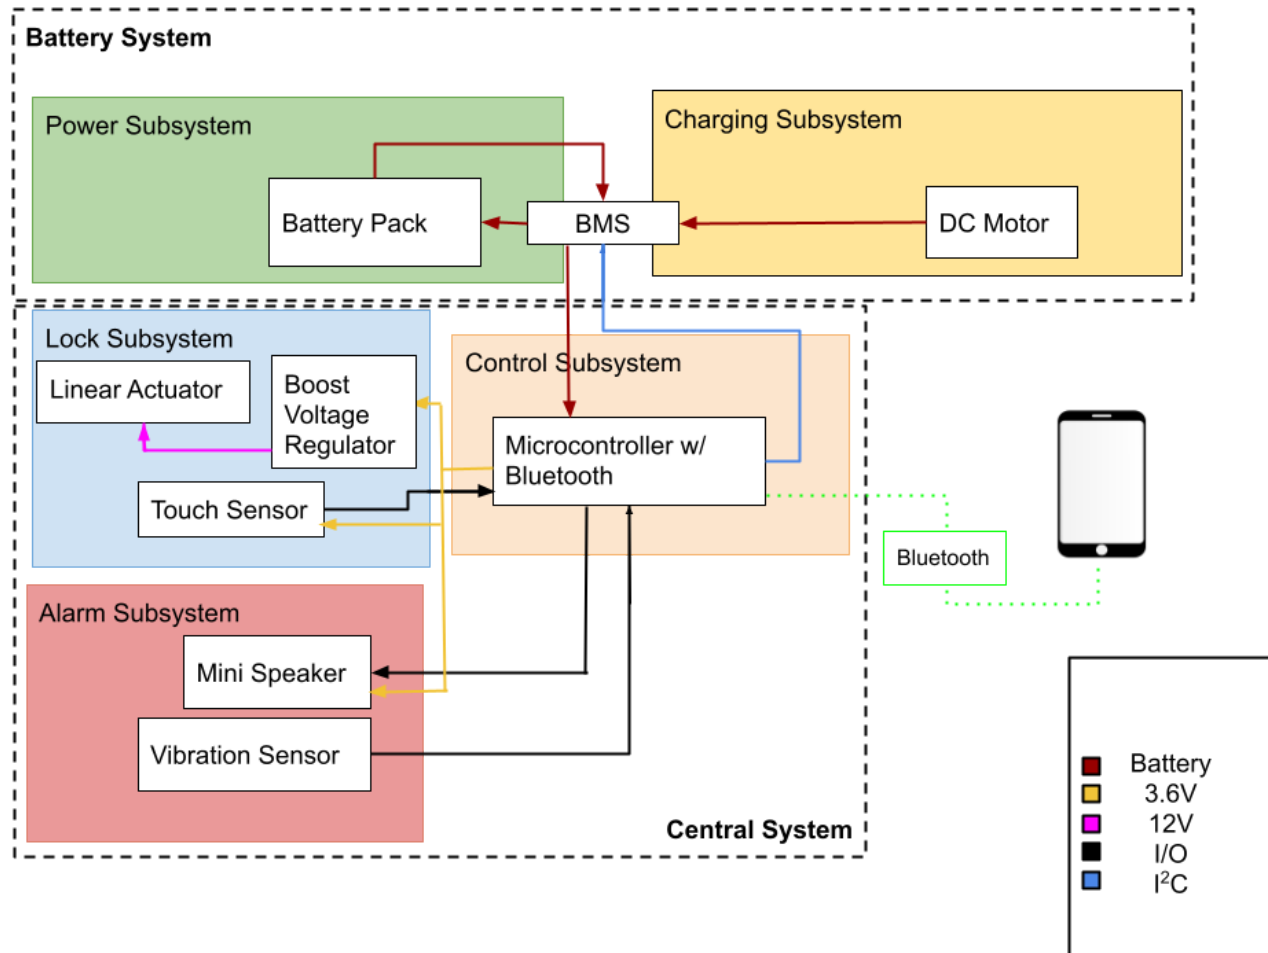 Battery System
Power Subsystem
Charging Subsystem
Battery Pack
BMS
DC Motor
Lock Subsystem
Control Subsystem
Linear Actuator
Boost
Voltage
Regulator
Microcontroller w/
Bluetooth
Touch Sensor
Bluetooth
Alarm Subsystem
Mini Speaker
Vibration Sensor
Central System
Battery
3.6V
12V
I/O
I²C